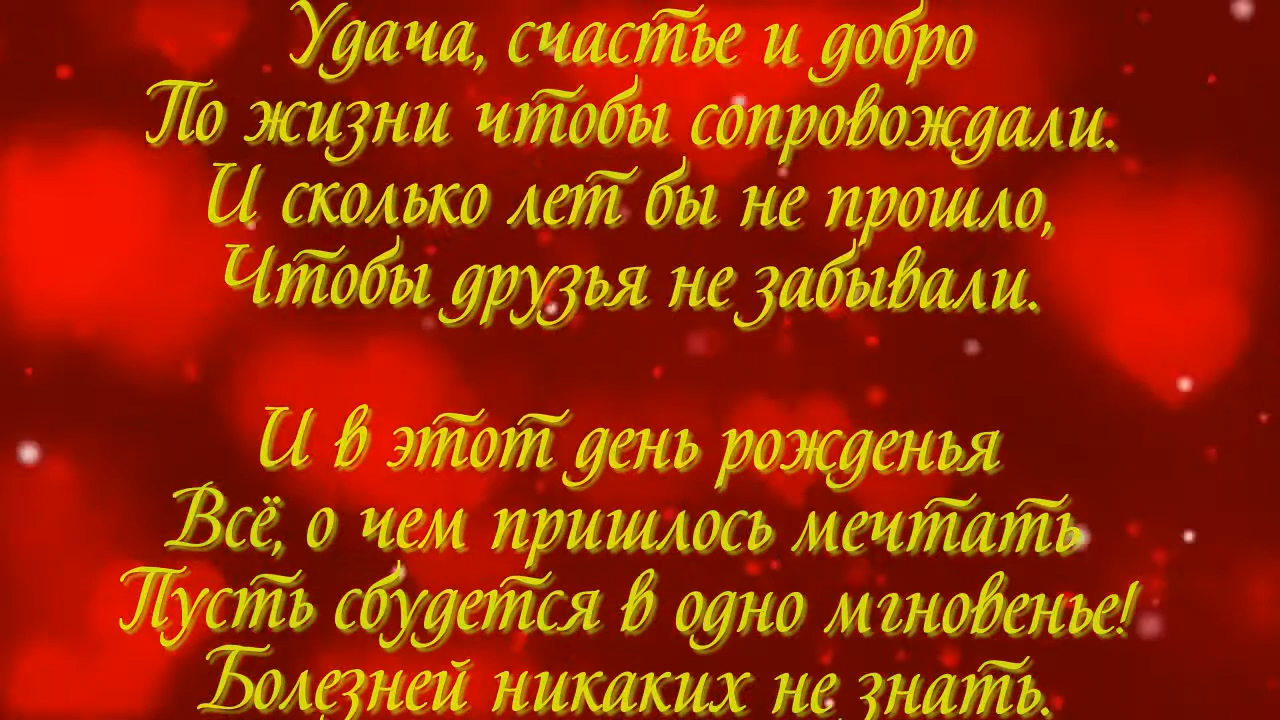 Удача, счастье и добро
По жизни чтобы сопровождали.
И сколько лет бы не прошло,
Чтобы друзья не забывали.
И в этот день рожденья
Всё, о чем пришлось мечтать
Пусть сбудется в одно мгновенье!
Болезней никаких не знать.